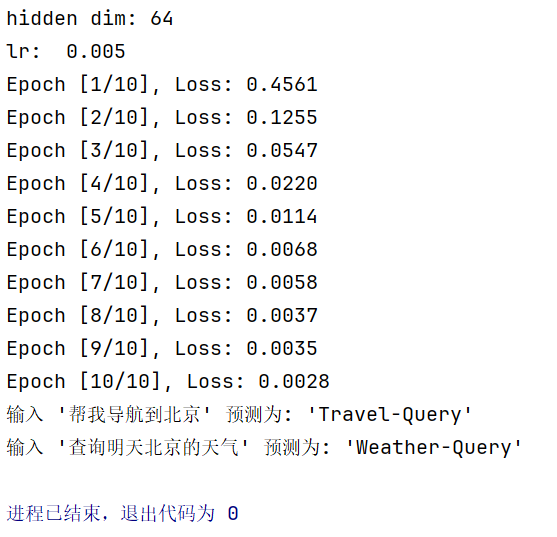 hidden dim: 64
lr:  0.005
Epoch [1/10], Loss: 0.4561
Epoch [2/10], Loss: 0.1255
Epoch [3/10], Loss: 0.0547
Epoch [4/10], Loss: 0.0220
Epoch [5/10], Loss: 0.0114
Epoch [6/10], Loss: 0.0068
Epoch [7/10], Loss: 0.0058
Epoch [8/10], Loss: 0.0037
Epoch [9/10], Loss: 0.0035
Epoch [10/10], Loss: 0.0028
输入 '帮我导航到北京' 预测为: 'Travel-Query'
输入 '查询明天北京的天气' 预测为: 'Weather-Query'
进程已结束，退出代码为 0